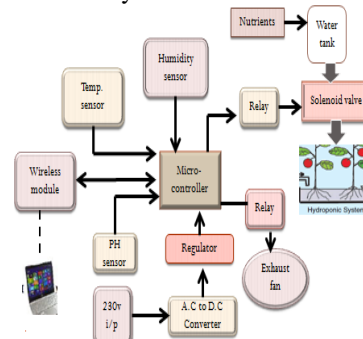 Nutrients
Water
tank
Humidity
sensor
Temp.
sensor
Relay
Solenoid valve
Wireless
module
Micro-
controller
Hydroponic System
Relay
PH
sensor
Regulator
Exhaust
fan
230v
i/p
A.C to D.C
Converter